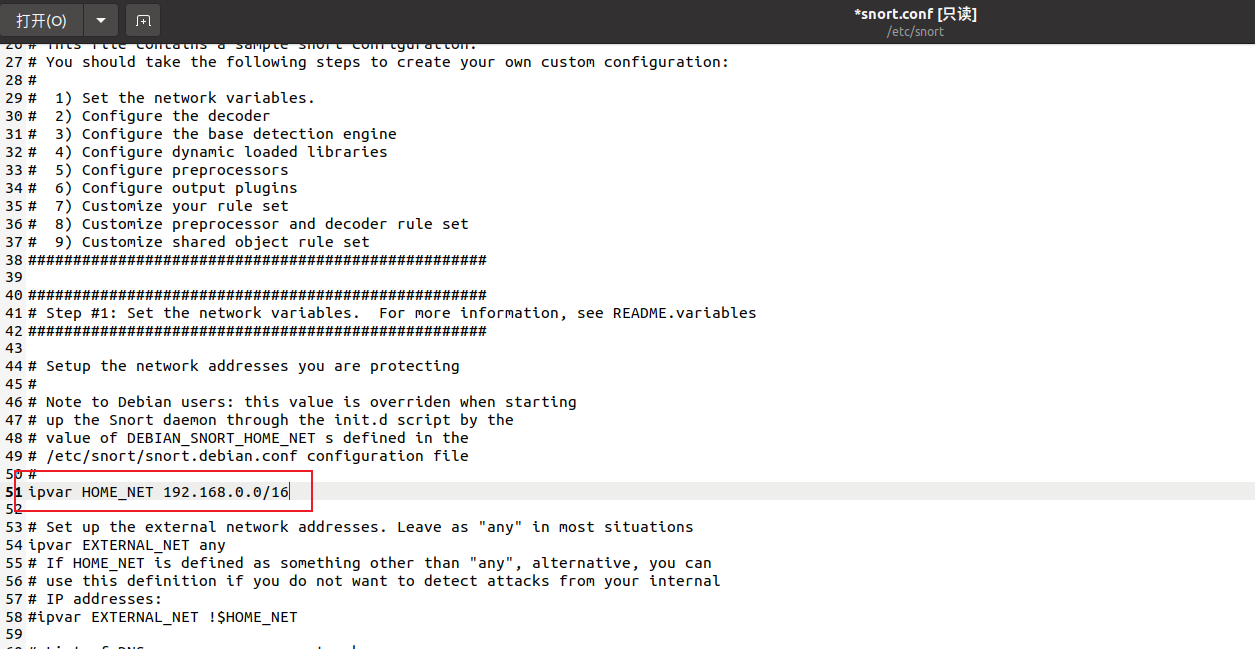 打开(O)
*snort.conf [只读]
/etc/snort
26 # This file contains a sample snort configuration.
27 # You should take the following steps to create your own custom configuration:
28 #
29 #  1) Set the network variables.
30 #  2) Configure the decoder
31 #  3) Configure the base detection engine
32 #  4) Configure dynamic loaded libraries
33 #  5) Configure preprocessors
34 #  6) Configure output plugins
35 #  7) Customize your rule set
36 #  8) Customize preprocessor and decoder rule set
37 #  9) Customize shared object rule set
38 ###################################################
39
40 ###################################################
41 # Step #1: Set the network variables.  For more information, see README.variables
42 ###################################################
43
44 # Setup the network addresses you are protecting
45 #
46 # Note to Debian users: this value is overriden when starting
47 # up the Snort daemon through the init.d script by the
48 # value of DEBIAN_SNORT_HOME_NET s defined in the
49 # /etc/snort/snort.debian.conf configuration file
50 #
51 ipvar HOME_NET 192.168.0.0/16
52
53 # Set up the external network addresses. Leave as "any" in most situations
54 ipvar EXTERNAL_NET any
55 # If HOME_NET is defined as something other than "any", alternative, you can
56 # use this definition if you do not want to detect attacks from your internal
57 # IP addresses:
58 #ipvar EXTERNAL_NET !$HOME_NET
59